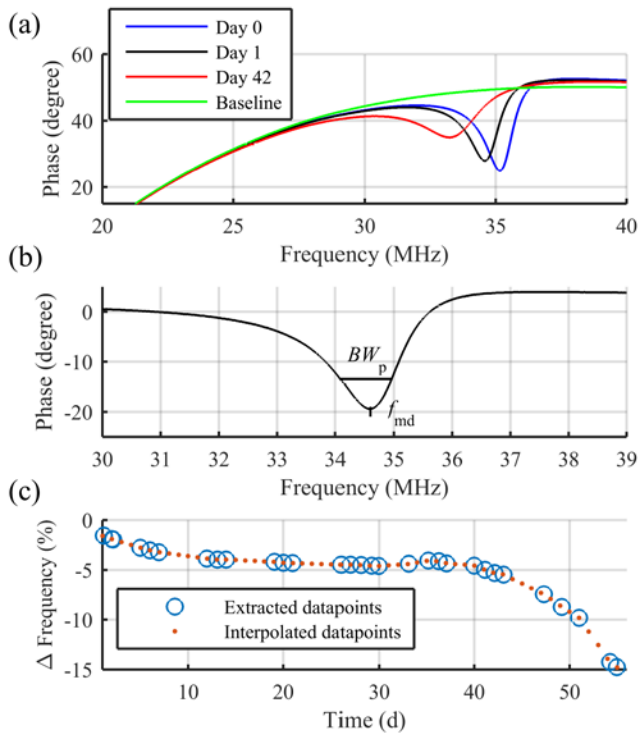 (a)
Day 0
Day 1
Day 42
Baseline
Phase (degree)
60
40
20
20 25 30 35 40
Frequency (MHz)
(b)
Phase (degree)
0
-10
-20
BWp
fmd
30 31 32 33 34 35 36 37 38 39
Frequency (MHz)
(c)
Δ Frequency (%)
0
-5
-10
-15
Extracted datapoints
Interpolated datapoints
10 20 30 40 50
Time (d)